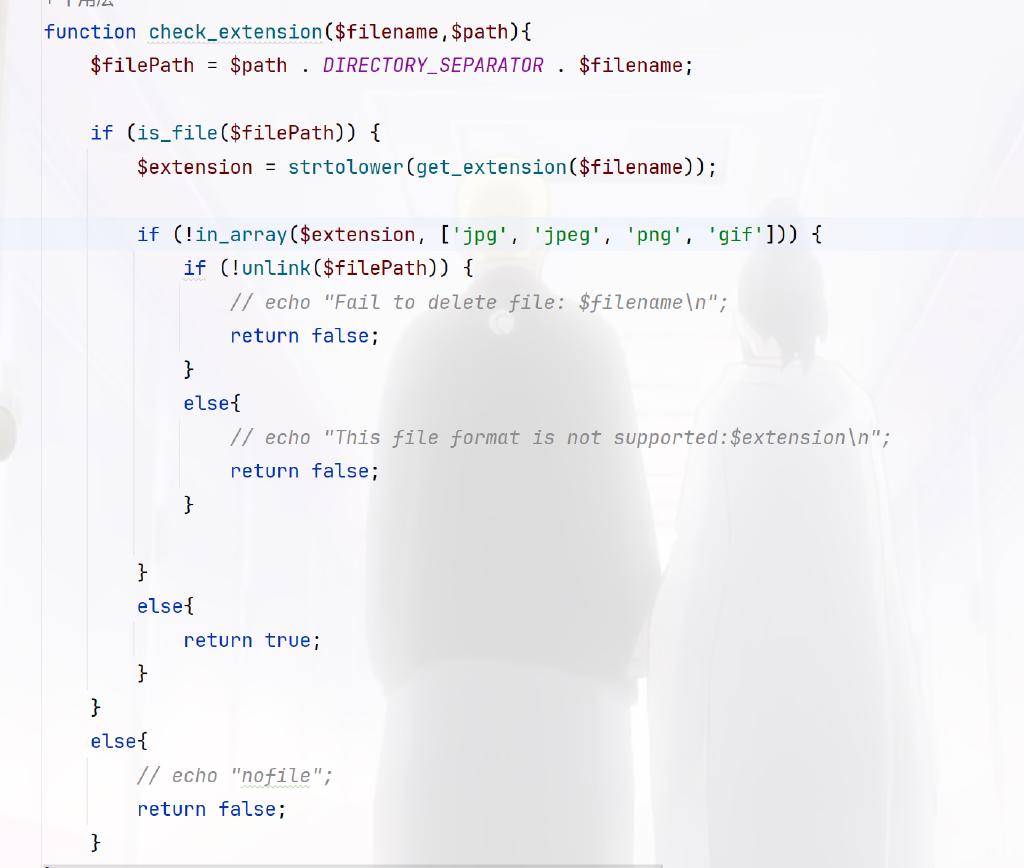 function check_extension($filename,$path){
$filePath = $path . DIRECTORY_SEPARATOR . $filename;
if (is_file($filePath)) {
$extension = strtolower(get_extension($filename));
if (!in_array($extension, ['jpg', 'jpeg', 'png', 'gif'])) {
if (!unlink($filePath)) {
// echo "Fail to delete file: $filename\n";
return false;
}
else{
// echo "This file format is not supported:$extension\n";
return false;
}
}
else{
return true;
}
}
else{
// echo "nofile";
return false;
}